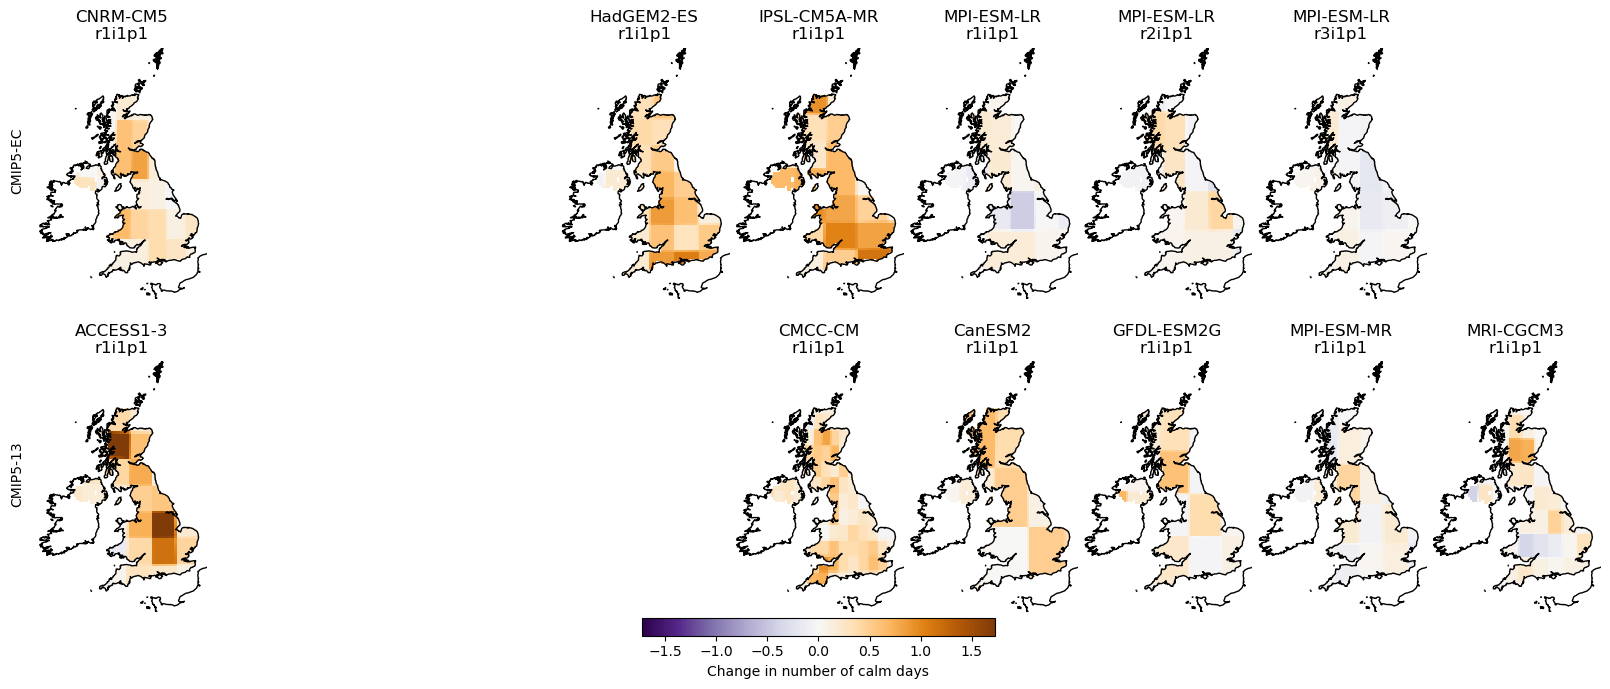 CNRM-CM5
r1i1p1
HadGEM2-ES
r1i1p1
IPSL-CM5A-MR
r1i1p1
MPI-ESM-LR
r1i1p1
MPI-ESM-LR
r2i1p1
MPI-ESM-LR
r3i1p1
CMIP5-EC
ACCESS1-3
r1i1p1
CMCC-CM
r1i1p1
CanESM2
r1i1p1
GFDL-ESM2G
r1i1p1
MPI-ESM-MR
r1i1p1
MRI-CGCM3
r1i1p1
CMIP5-13
−1.5 −1.0 −0.5 0.0 0.5 1.0 1.5
Change in number of calm days